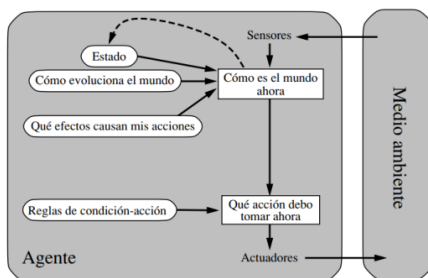 Sensores
Estado
Cómo evoluciona el mundo
Cómo es el mundo
ahora
Qué efectos causan mis acciones
Medio ambiente
Reglas de condición-acción
Qué acción debo
tomar ahora
Agente
Actuadores